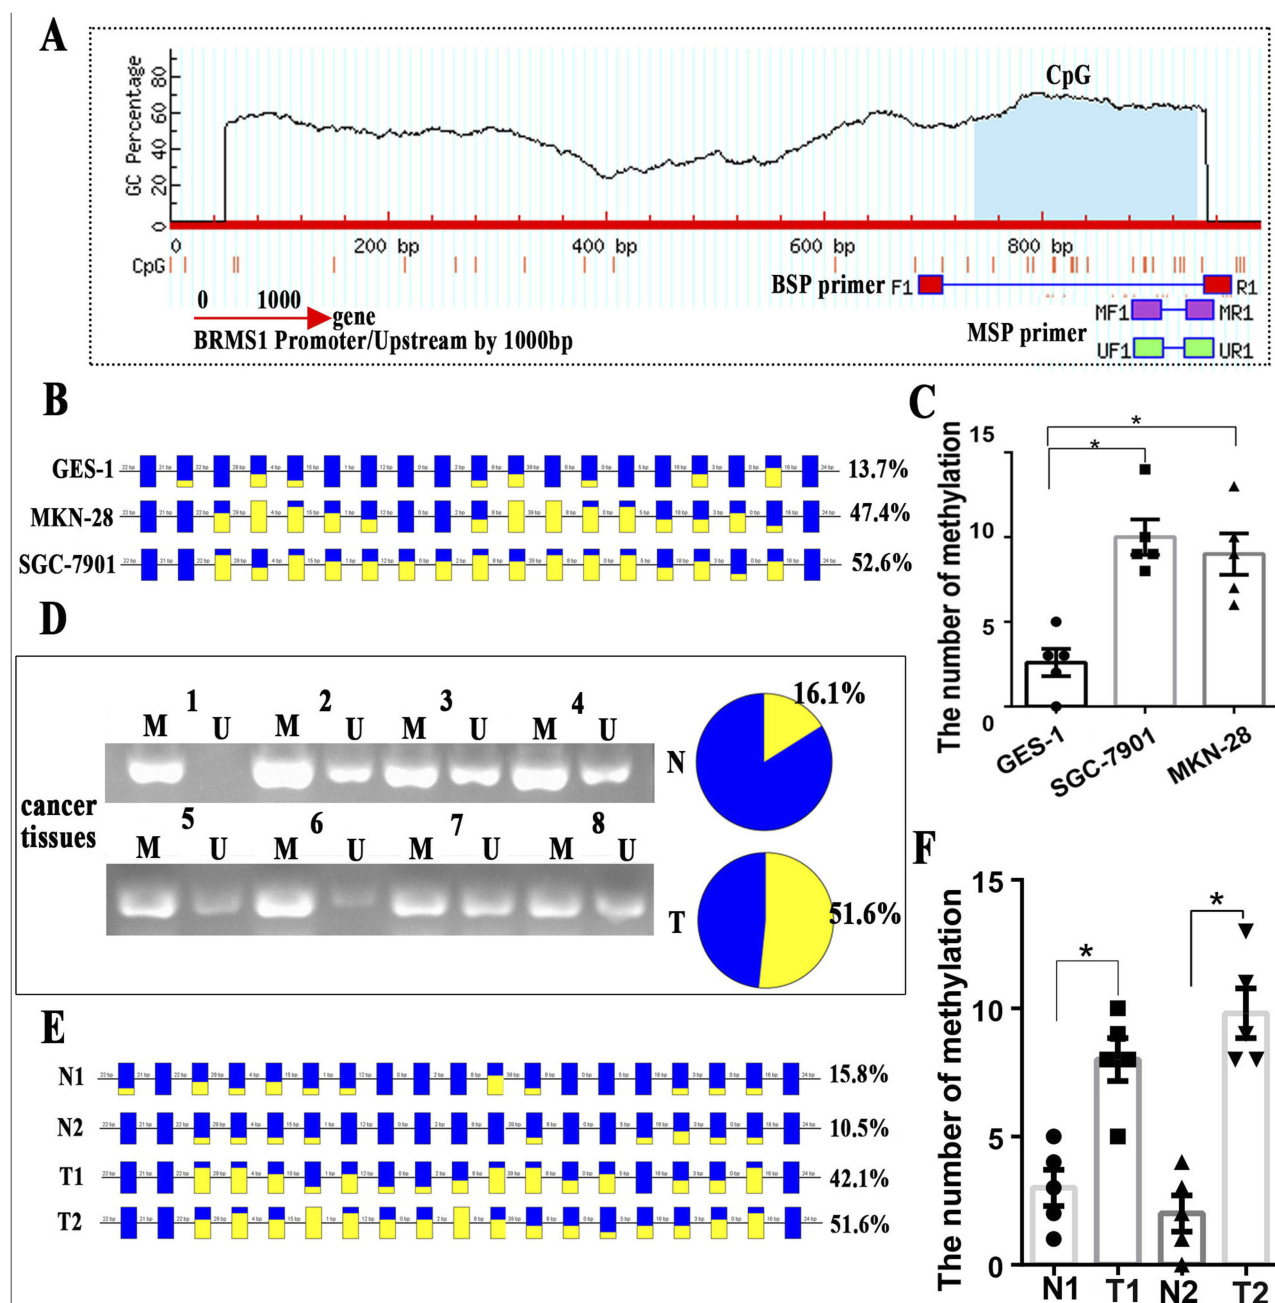 A
CpG
GC Percentage
80
60
40
20
0
0 200 bp 400 bp 600 bp 800 bp
CpG
BSP primer F1 R1
0 1000
gene
MF1 MR1
MSP primer
BRMS1 Promoter/Upstream by 1000bp
UF1 UR1
B
GES-1 13.7%
MKN-28 47.4%
SGC-7901 52.6%
C
The number of methylation
15
10
5
0
* *
GES-1 SGC-7901 MKN-28
D
1 2 3 4
M U M U M U M U
cancer
tissues
5 6 7 8
M U M U M U M U
N 16.1%
T 51.6%
E
N1 15.8%
N2 10.5%
T1 42.1%
T2 51.6%
F
The number of methylation
15
10
5
0
* *
N1 T1 N2 T2